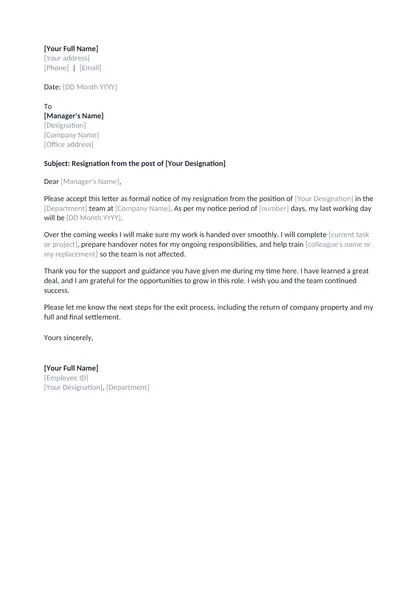 [Your Full Name]
[Your address]
[Phone] | [Email]
Date: [DD Month YYYY]
To
[Manager's Name]
[Designation]
[Company Name]
[Office address]
Subject: Resignation from the post of [Your Designation]
Dear [Manager's Name],
Please accept this letter as formal notice of my resignation from the position of [Your Designation] in the
[Department] team at [Company Name]. As per my notice period of [number] days, my last working day
will be [DD Month YYYY].
Over the coming weeks I will make sure my work is handed over smoothly. I will complete [current task
or project], prepare handover notes for my ongoing responsibilities, and help train [colleague's name or
my replacement] so the team is not affected.
Thank you for the support and guidance you have given me during my time here. I have learned a great
deal, and I am grateful for the opportunities to grow in this role. I wish you and the team continued
success.
Please let me know the next steps for the exit process, including the return of company property and my
full and final settlement.
Yours sincerely,
[Your Full Name]
[Employee ID]
[Your Designation], [Department]